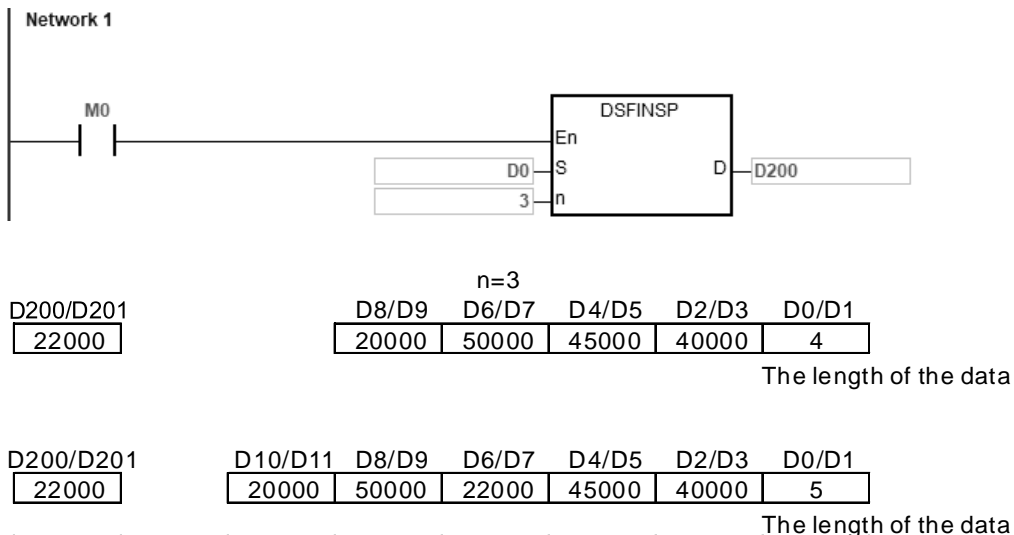 Network 1
M0
DSFINSP
En
D0 S D D200
3 n
n=3
D200/D201 D8/D9 D6/D7 D4/D5 D2/D3 D0/D1
22000 20000 50000 45000 40000 4
The length of the data
D200/D201 D10/D11 D8/D9 D6/D7 D4/D5 D2/D3 D0/D1
22000 20000 50000 22000 45000 40000 5
The length of the data